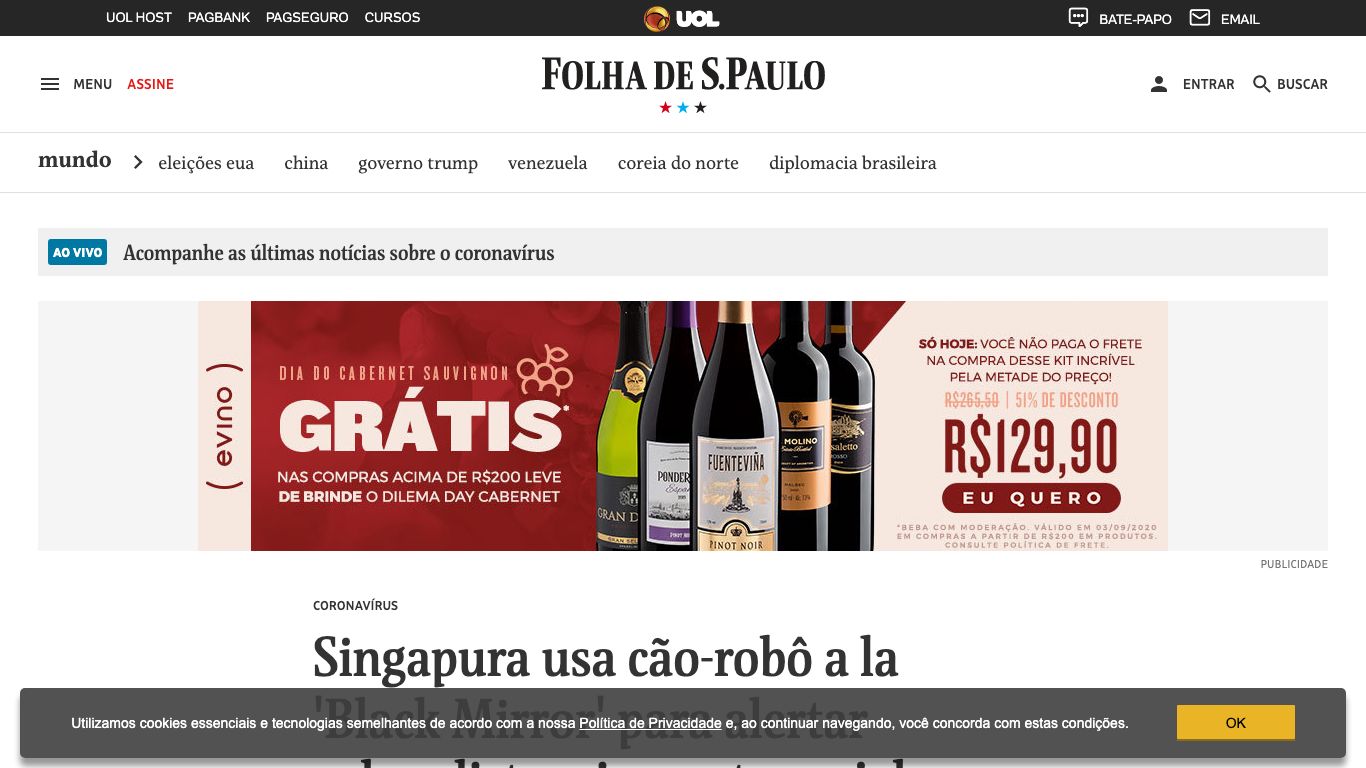 UOL HOST PAGBANK PAGSEGURO CURSOS UOL BATE-PAPO EMAIL
MENU ASSINE FOLHA DE S.PAULO ENTRAR BUSCAR
mundo eleições eua china governo trump venezuela coreia do norte diplomacia brasileira
AO VIVO Acompanhe as últimas notícias sobre o coronavírus
(evino)
DIA DO CABERNET SAUVIGNON
GRÁTIS*
NAS COMPRAS ACIMA DE R$200 LEVE
DE BRINDE O DILEMA DAY CABERNET
GRAN
PONDER
FUENTEVIÑA
PINOT NOIR
MOLINO
MALBEC
SÓ HOJE: VOCÊ NÃO PAGA O FRETE
NA COMPRA DESSE KIT INCRÍVEL
PELA METADE DO PREÇO!
R$265,50 | 51% DE DESCONTO
R$129,90
EU QUERO
*BEBA COM MODERAÇÃO. VÁLIDO EM 03/09/2020
EM COMPRAS A PARTIR DE R$200 EM PRODUTOS.
CONSULTE POLÍTICA DE FRETE.
PUBLICIDADE
CORONAVÍRUS
Singapura usa cão-robô a la
'Black Mirror' para alertar
Utilizamos cookies essenciais e tecnologias semelhantes de acordo com a nossa Política de Privacidade e, ao continuar navegando, você concorda com estas condições. OK